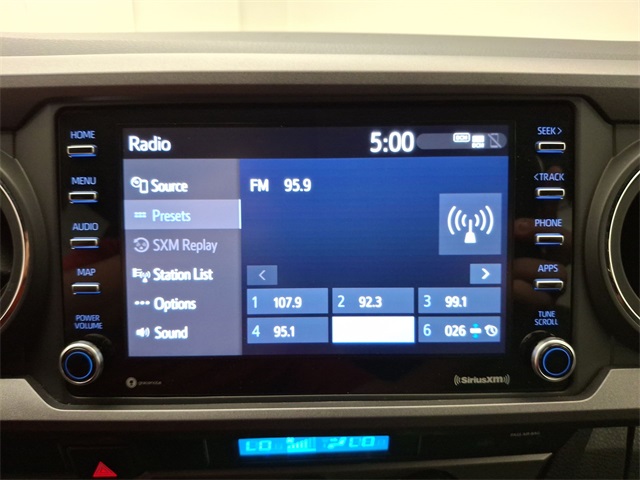 HOME
MENU
AUDIO
MAP
POWER
VOLUME
Radio
5:00
DCM
DCM
Source
Presets
SXM Replay
Station List
Options
Sound
FM 95.9
< >
1 107.9
2 92.3
3 99.1
4 95.1
6 026
SEEK >
< TRACK
PHONE
APPS
TUNE
SCROLL
((SiriusXM))
LO LO